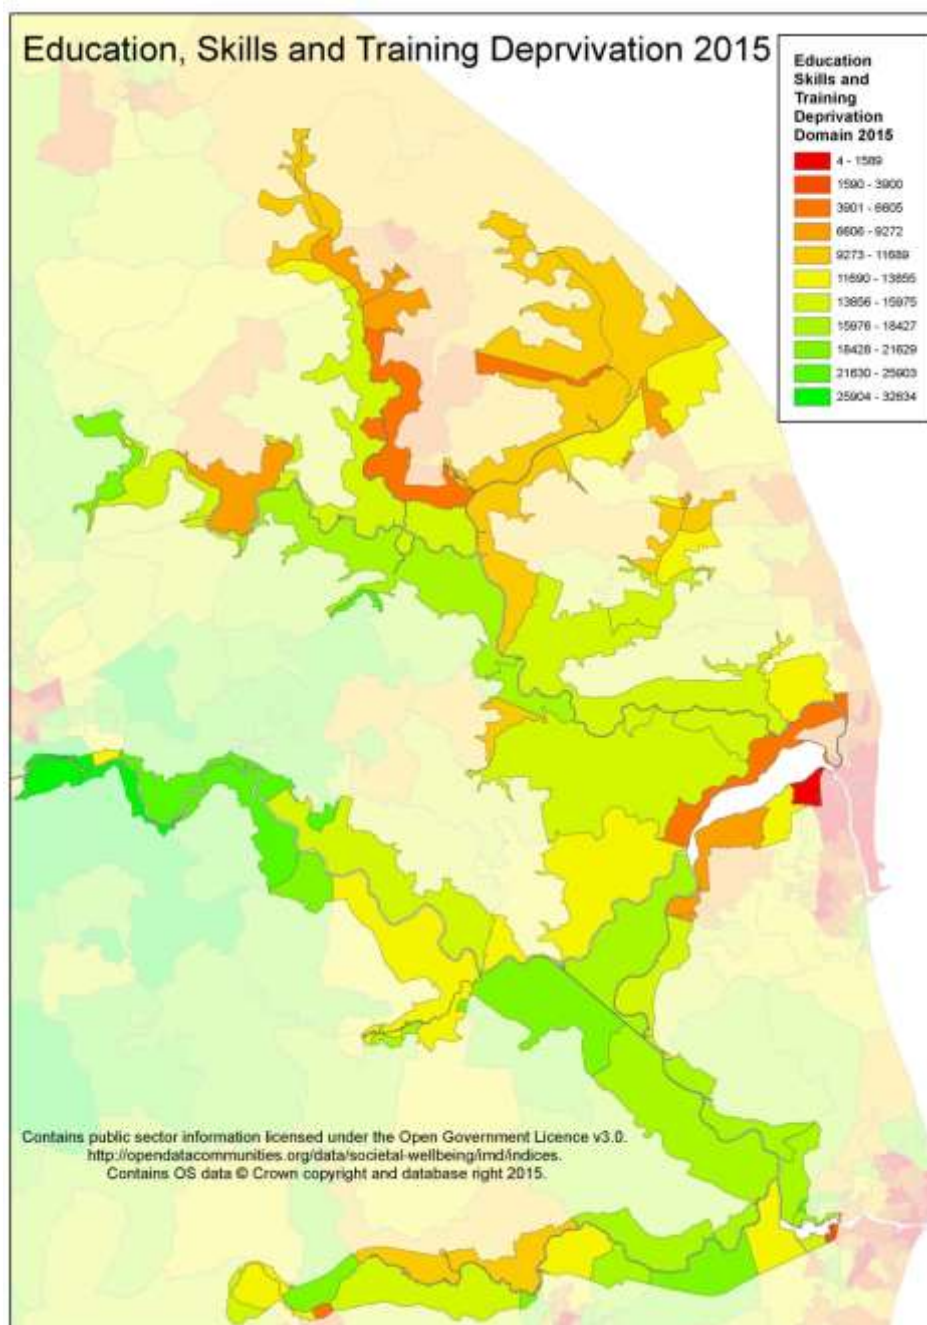 Education, Skills and Training Deprvivation 2015
Education
Skills and
Training
Deprivation
Domain 2015
4 - 1589
1590 - 3900
3901 - 6605
6606 - 9272
9273 - 11689
11690 - 13855
13856 - 15975
15976 - 18427
18428 - 21629
21630 - 25903
25904 - 32834
Contains public sector information licensed under the Open Government Licence v3.0.
http://opendatacommunities.org/data/societal-wellbeing/imd/indices.
Contains OS data © Crown copyright and database right 2015.